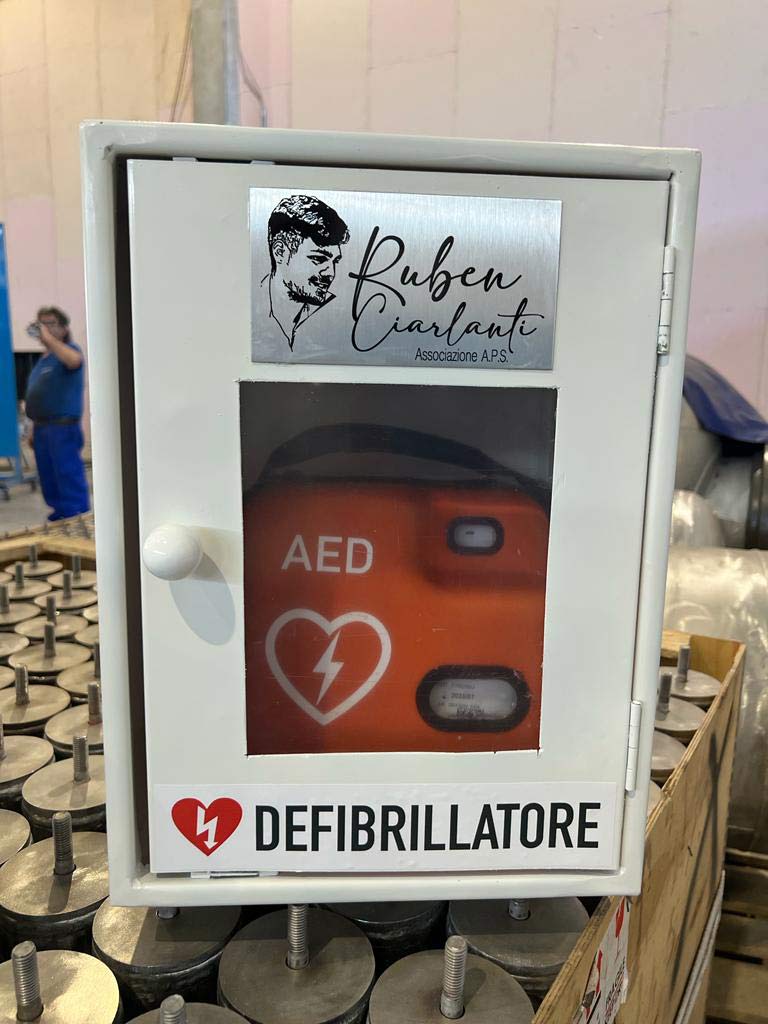 Ruben
Ciarlanti
Associazione A.P.S.
AED
DEFIBRILLATORE